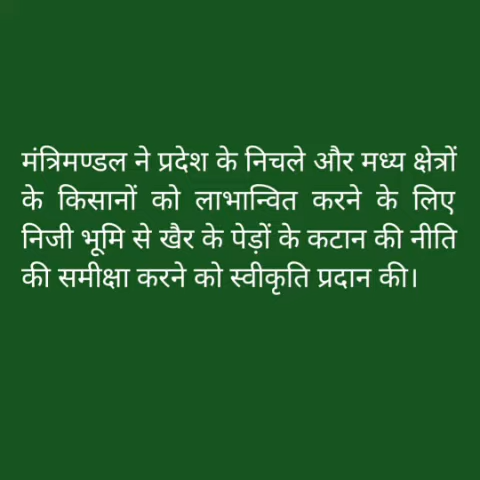 मंत्रिमण्डल ने प्रदेश के निचले और मध्य क्षेत्रों
के किसानों को लाभान्वित करने के लिए
निजी भूमि से खैर के पेड़ों के कटान की नीति
की समीक्षा करने को स्वीकृति प्रदान की।